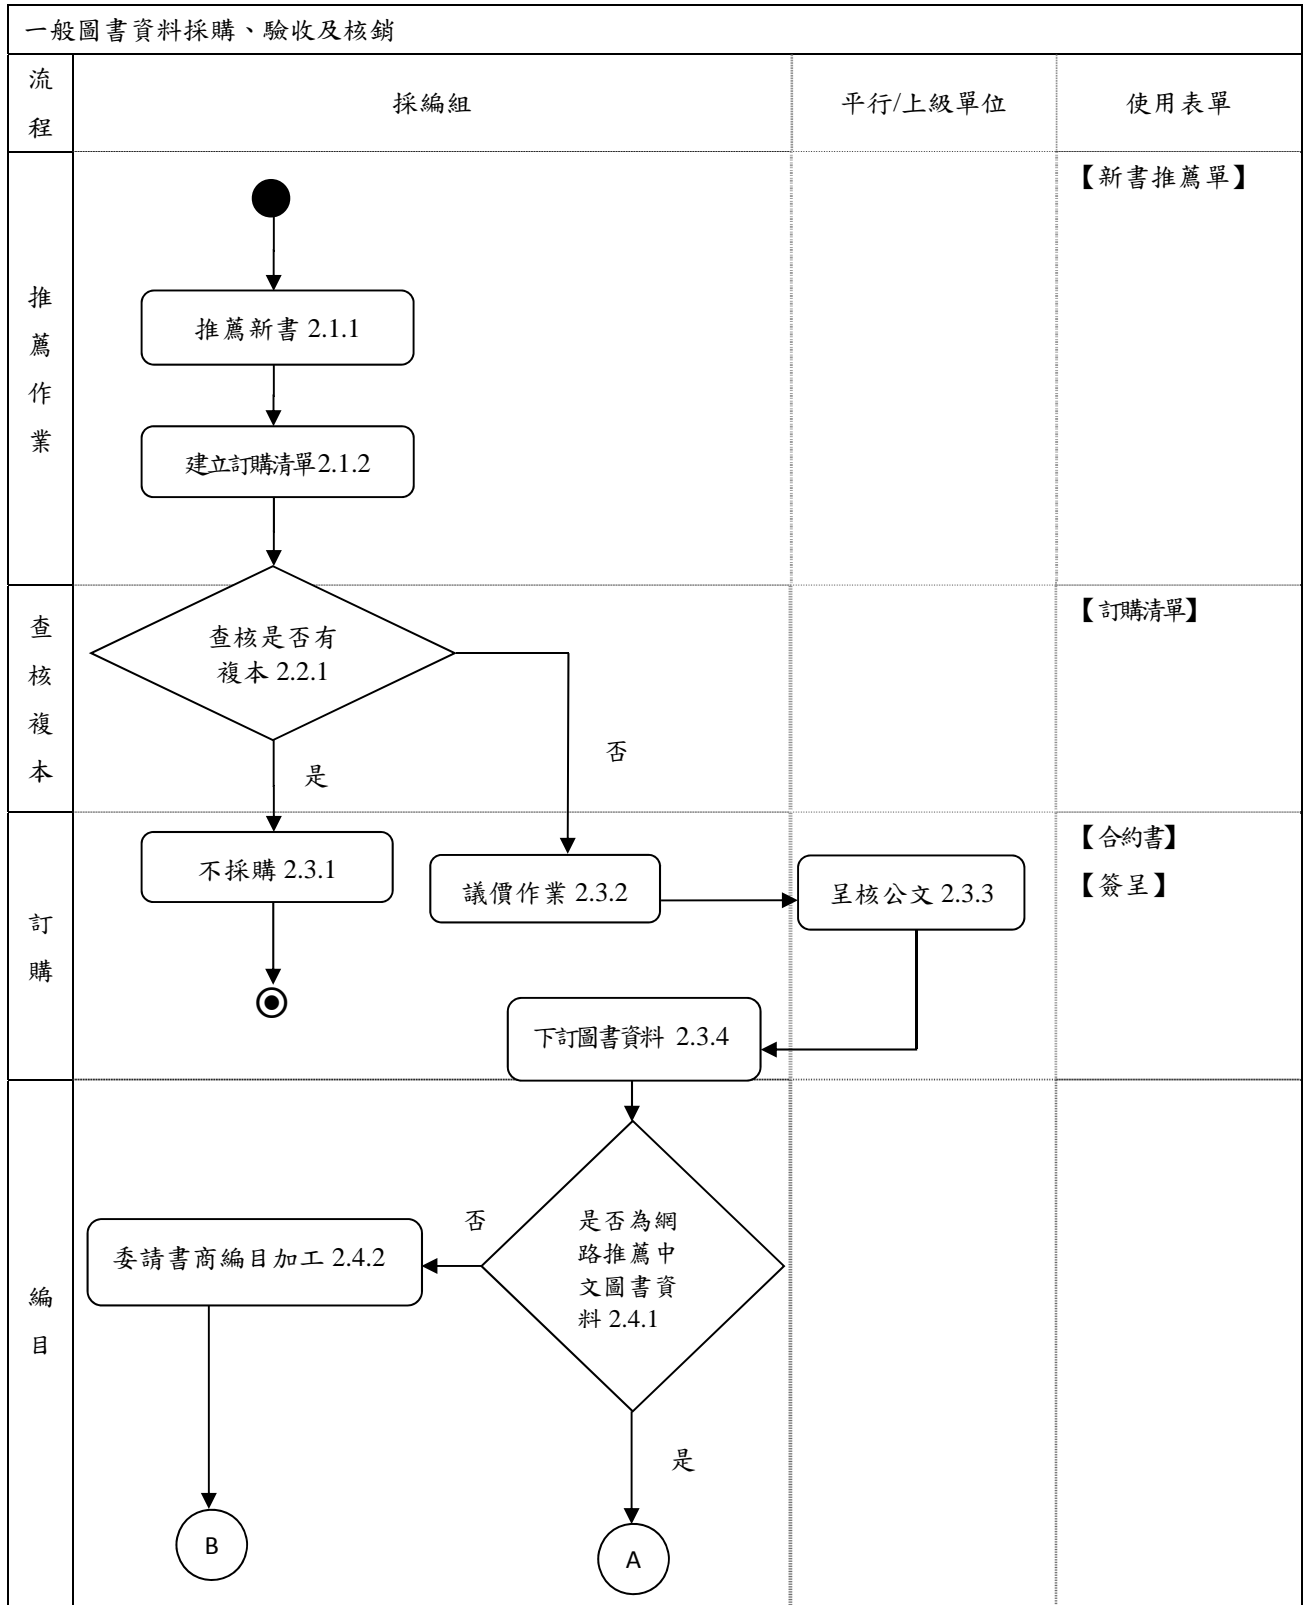 一般圖書資料採購、驗收及核銷
流
程
採編組
平行/上級單位
使用表單
推
薦
作
業
推薦新書 2.1.1
建立訂購清單2.1.2
【新書推薦單】
查
核
複
本
查核是否有
複本 2.2.1
是
否
【訂購清單】
訂
購
不採購 2.3.1
議價作業 2.3.2
呈核公文 2.3.3
下訂圖書資料 2.3.4
【合約書】
【簽呈】
編
目
是否為網
路推薦中
文圖書資
料 2.4.1
否
委請書商編目加工 2.4.2
是
B
A